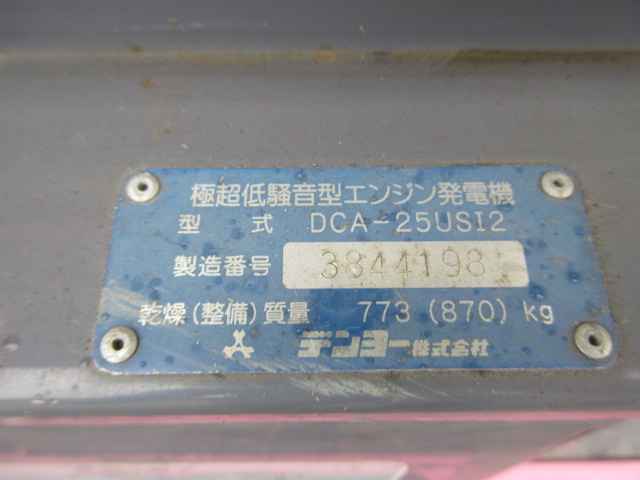 極超低騒音型エンジン発電機
型 式 DCA-25USI2
製造番号 3844198
乾燥(整備)質量 773 (870) kg
デンヨー株式会社